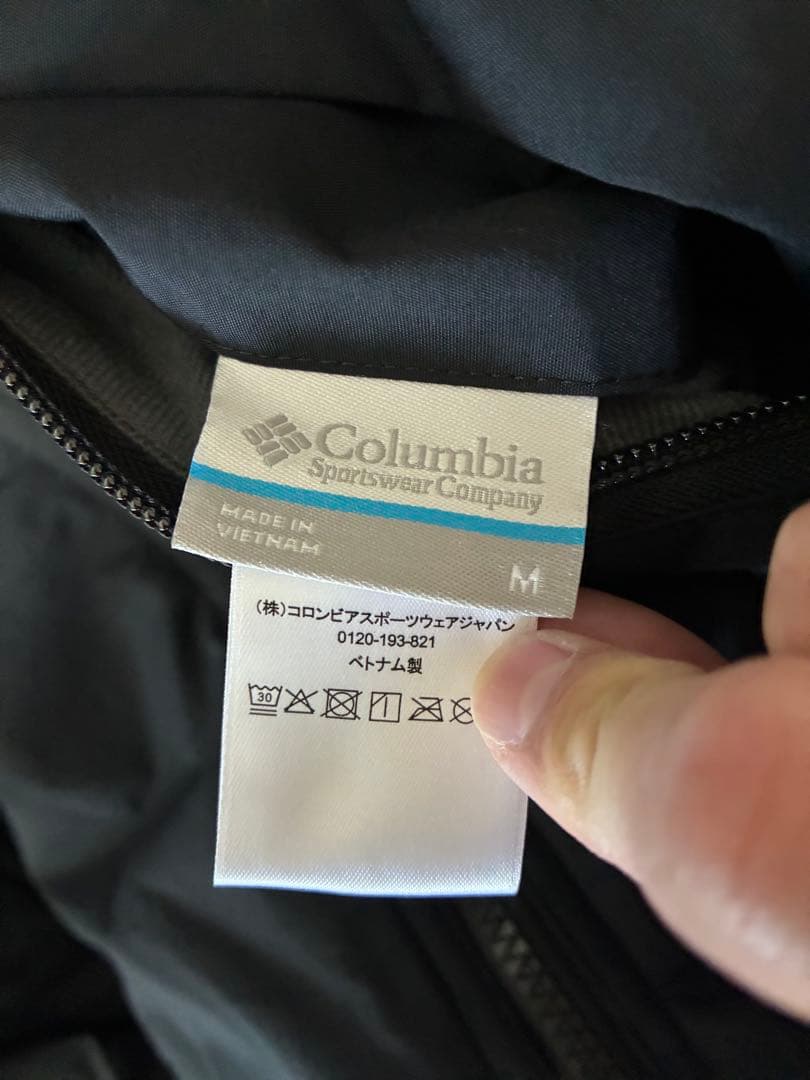 Columbia
Sportswear Company
MADE IN
VIETNAM
M
(株)コロンビアスポーツウェアジャパン
0120-193-821
ベトナム製
30